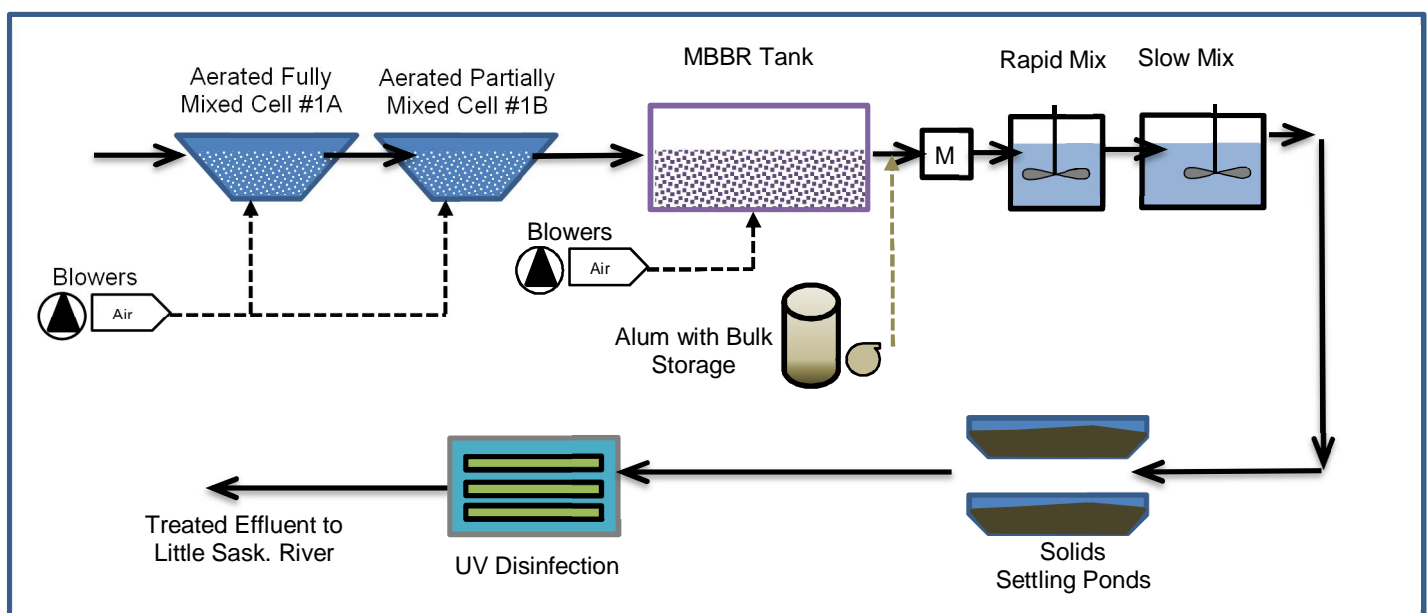 MBBR Tank
Rapid Mix
Slow Mix
Aerated Fully
Mixed Cell #1A
Aerated Partially
Mixed Cell #1B
M
Blowers
Air
Blowers
Air
Alum with Bulk
Storage
Treated Effluent to
Little Sask. River
UV Disinfection
Solids
Settling Ponds